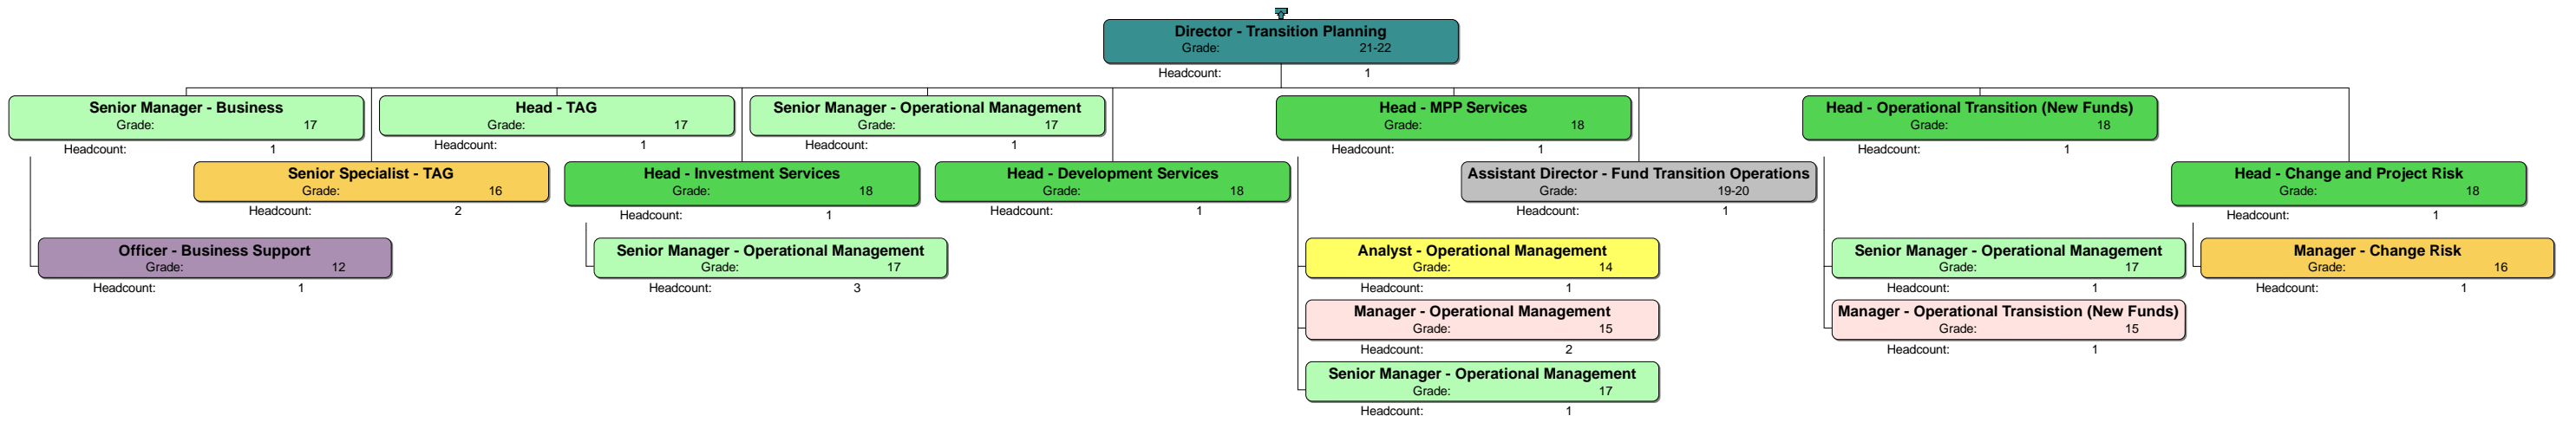 Director - Transition Planning
Grade: 21-22
Headcount: 1
Senior Manager - Business
Grade: 17
Headcount: 1
Head - TAG
Grade: 17
Headcount: 1
Senior Manager - Operational Management
Grade: 17
Headcount: 1
Head - MPP Services
Grade: 18
Headcount: 1
Head - Operational Transition (New Funds)
Grade: 18
Headcount: 1
Senior Specialist - TAG
Grade: 16
Headcount: 2
Head - Investment Services
Grade: 18
Headcount: 1
Head - Development Services
Grade: 18
Headcount: 1
Assistant Director - Fund Transition Operations
Grade: 19-20
Headcount: 1
Head - Change and Project Risk
Grade: 18
Headcount: 1
Officer - Business Support
Grade: 12
Headcount: 1
Senior Manager - Operational Management
Grade: 17
Headcount: 3
Analyst - Operational Management
Grade: 14
Headcount: 1
Senior Manager - Operational Management
Grade: 17
Headcount: 1
Manager - Change Risk
Grade: 16
Headcount: 1
Manager - Operational Management
Grade: 15
Headcount: 2
Manager - Operational Transistion (New Funds)
Grade: 15
Headcount: 1
Senior Manager - Operational Management
Grade: 17
Headcount: 1